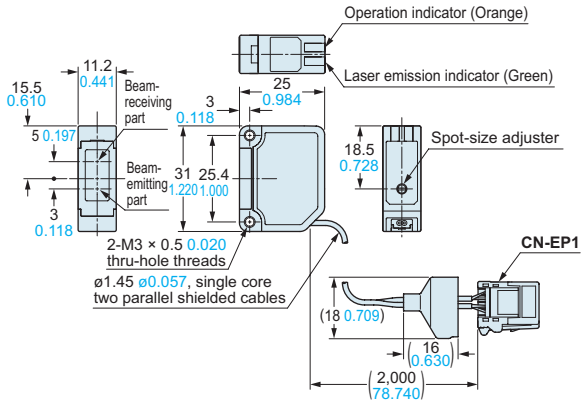 Operation indicator (Orange)
Laser emission indicator (Green)
11.2
0.441
15.5
0.610
Beam-
receiving
part
5 0.197
Beam-
emitting
part
3
0.118
25
0.984
3
0.118
31
1.220
25.4
1.000
18.5
0.728
Spot-size adjuster
2-M3 × 0.5 0.020
thru-hole threads
ø1.45 ø0.057, single core
two parallel shielded cables
CN-EP1
(18 0.709)
(16
0.630)
(2,000
78.740)